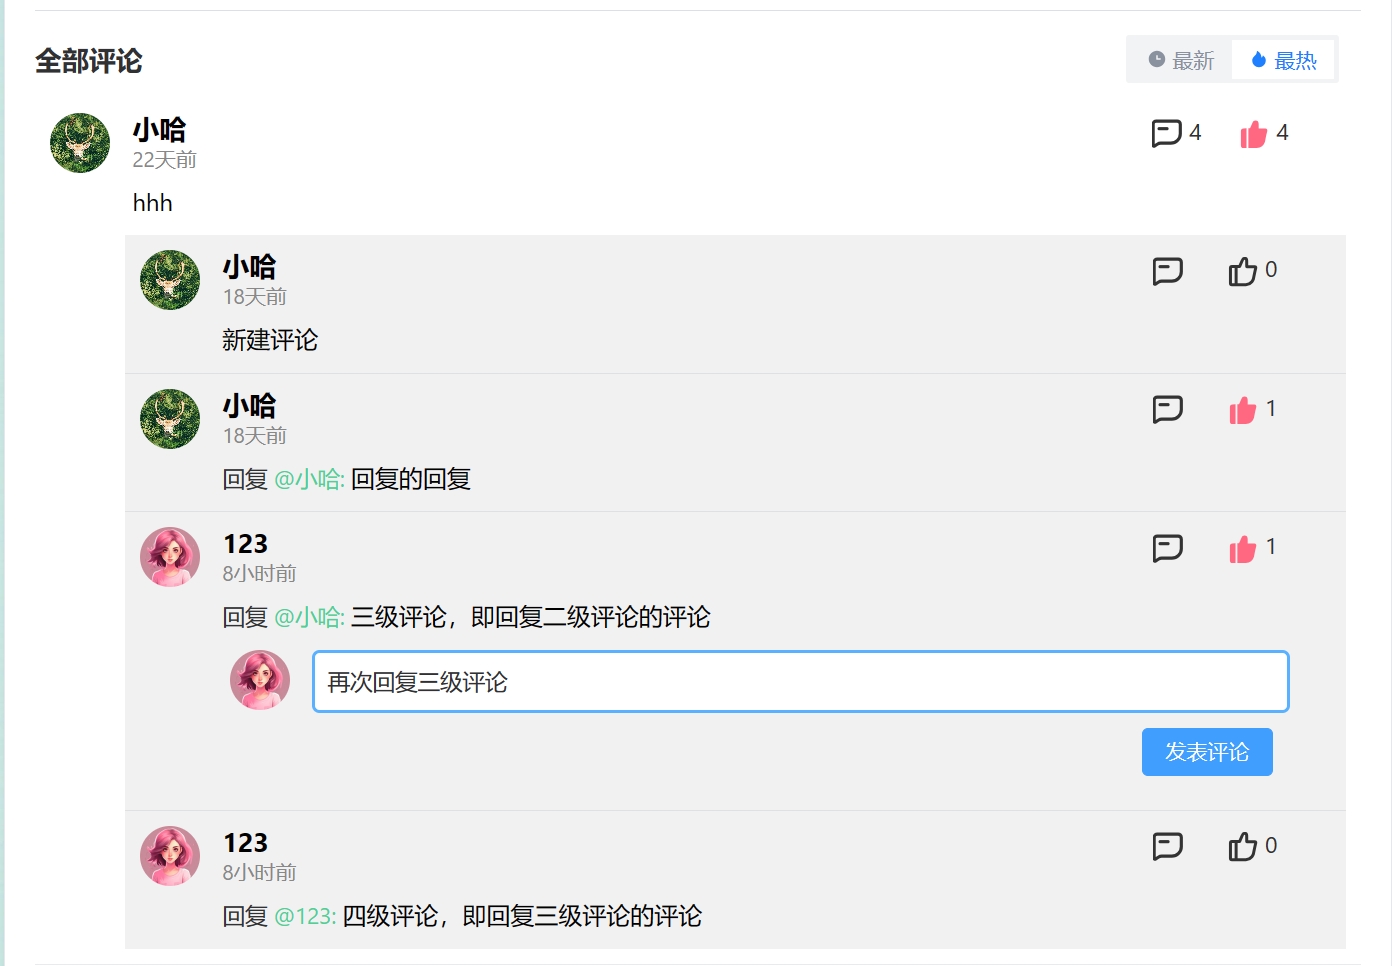 全部评论
最新 最热
小哈
4 4
22天前
hhh
小哈
0
18天前
新建评论
小哈
1
18天前
回复 @小哈: 回复的回复
123
1
8小时前
回复 @小哈: 三级评论，即回复二级评论的评论
再次回复三级评论
发表评论
123
0
8小时前
回复 @123: 四级评论，即回复三级评论的评论